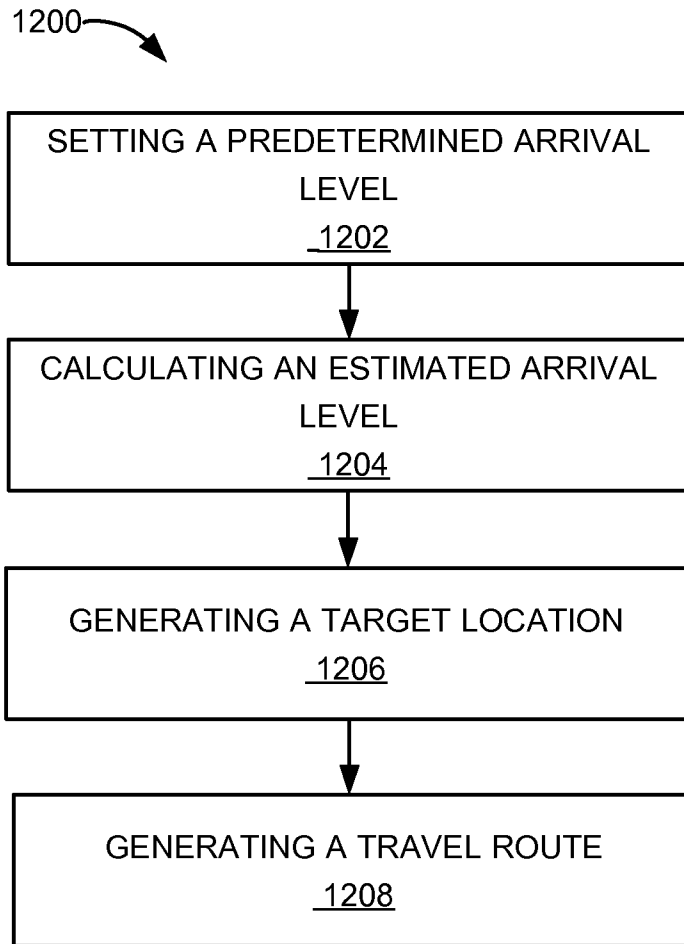 1200
SETTING A PREDETERMINED ARRIVAL
LEVEL
1202
CALCULATING AN ESTIMATED ARRIVAL
LEVEL
1204
GENERATING A TARGET LOCATION
1206
GENERATING A TRAVEL ROUTE
1208